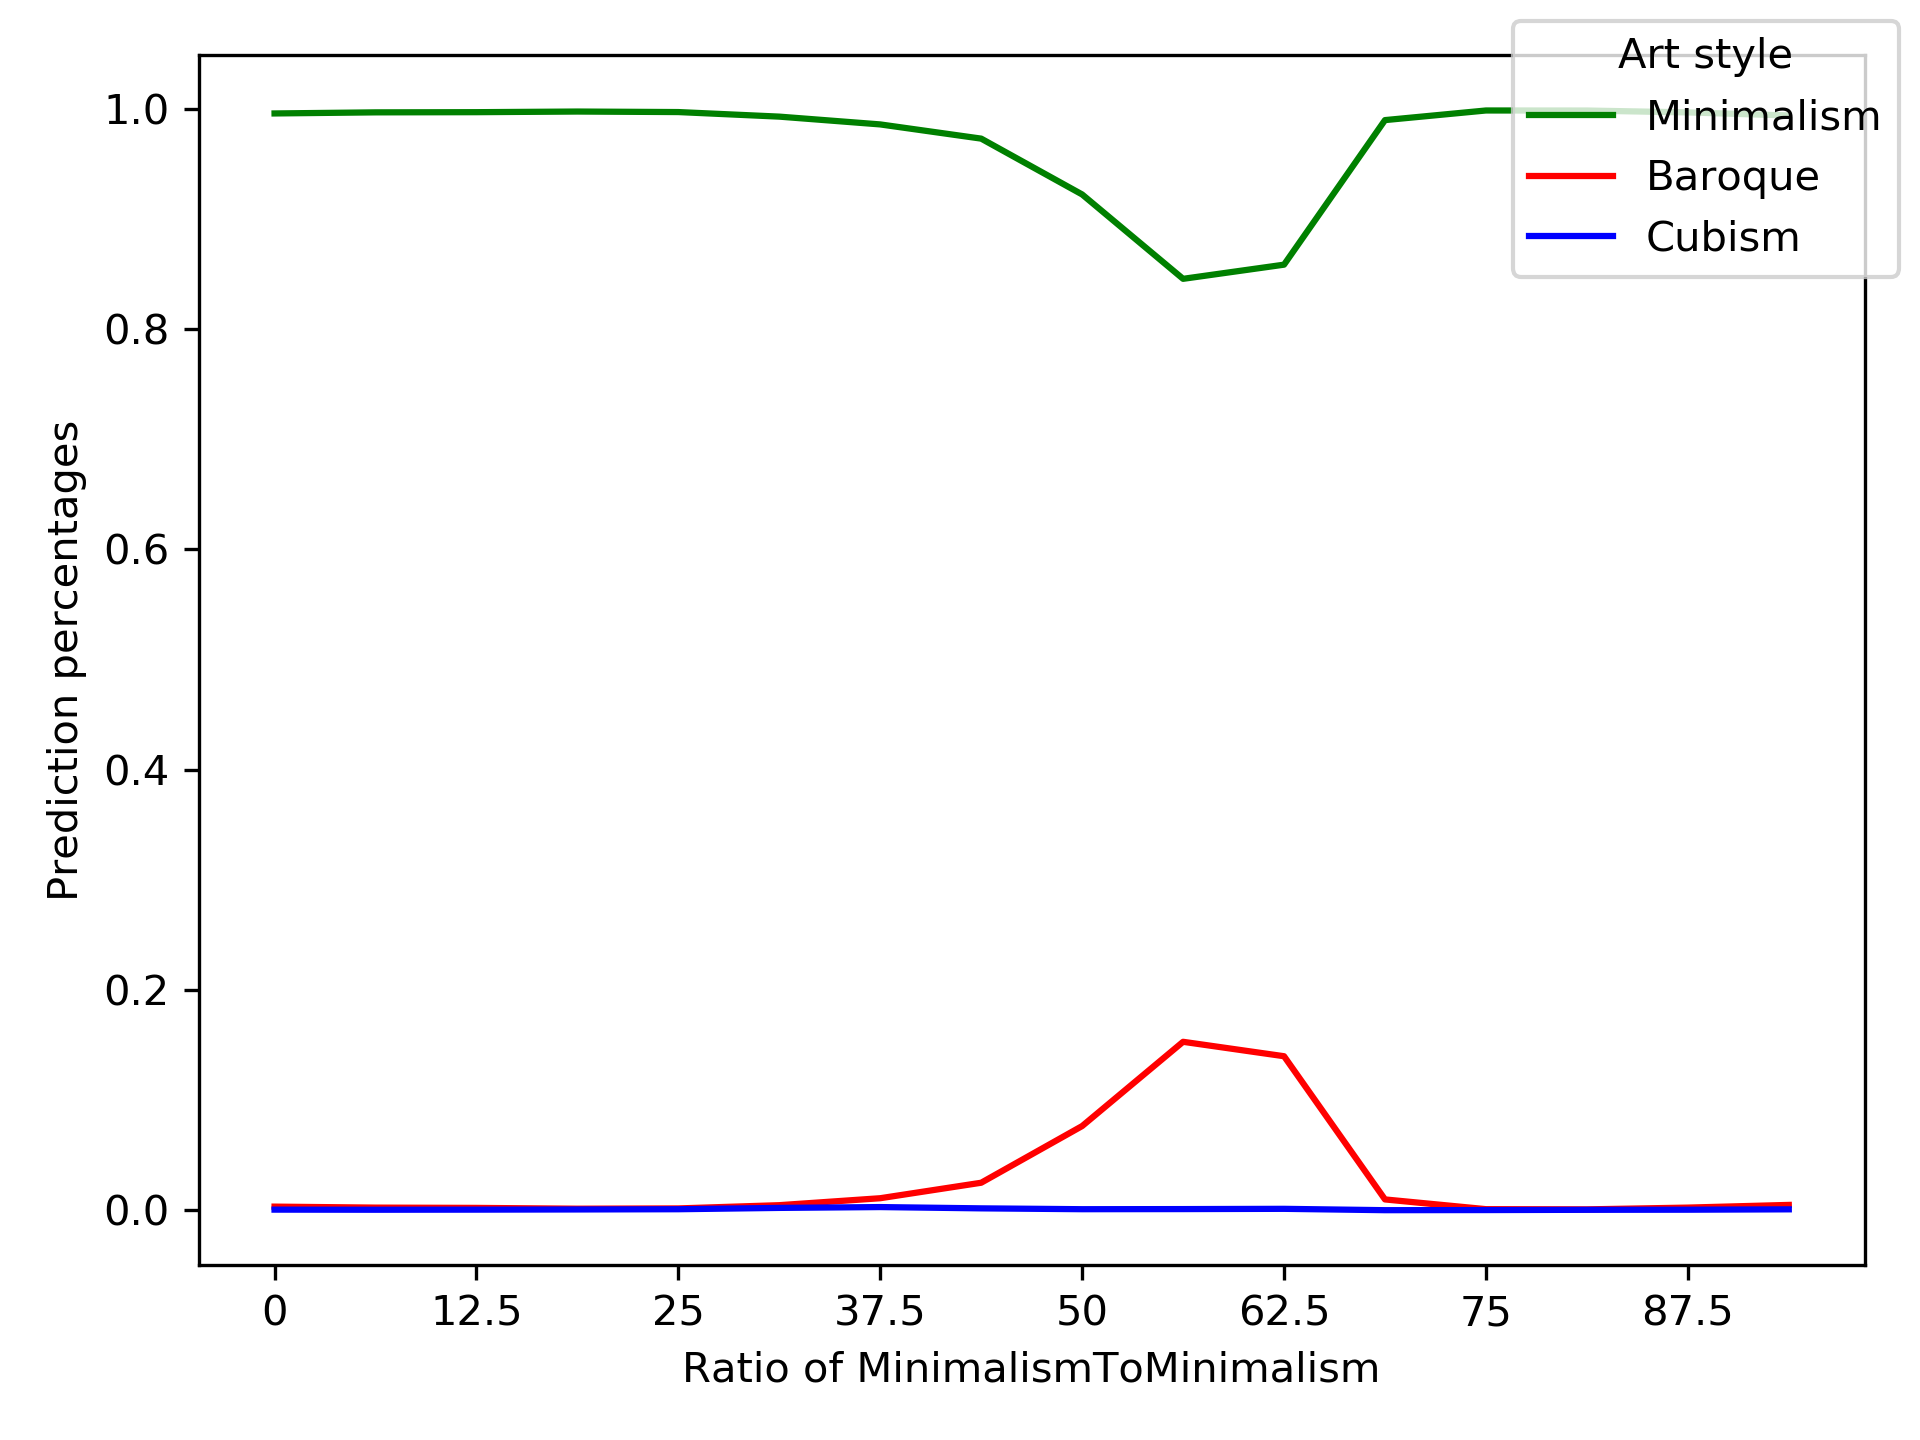 Art style
Minimalism
Baroque
Cubism
1.0
0.8
0.6
0.4
0.2
0.0
Prediction percentages
0 12.5 25 37.5 50 62.5 75 87.5
Ratio of MinimalismToMinimalism